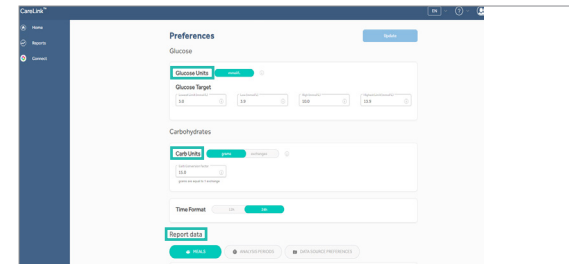 CareLink™
EN
Home
Preferences
Update
Reports
Glucose
Connect
Glucose Units
mmol/L
Glucose Target
3.0
3.9
10.0
13.9
Carbohydrates
Carb Units
grams
exchanges
15.0
grams are equal to 1 exchange
Time Format
12h
24h
Report data
MEALS
ANALYSIS PERIODS
DATA SOURCE PREFERENCES